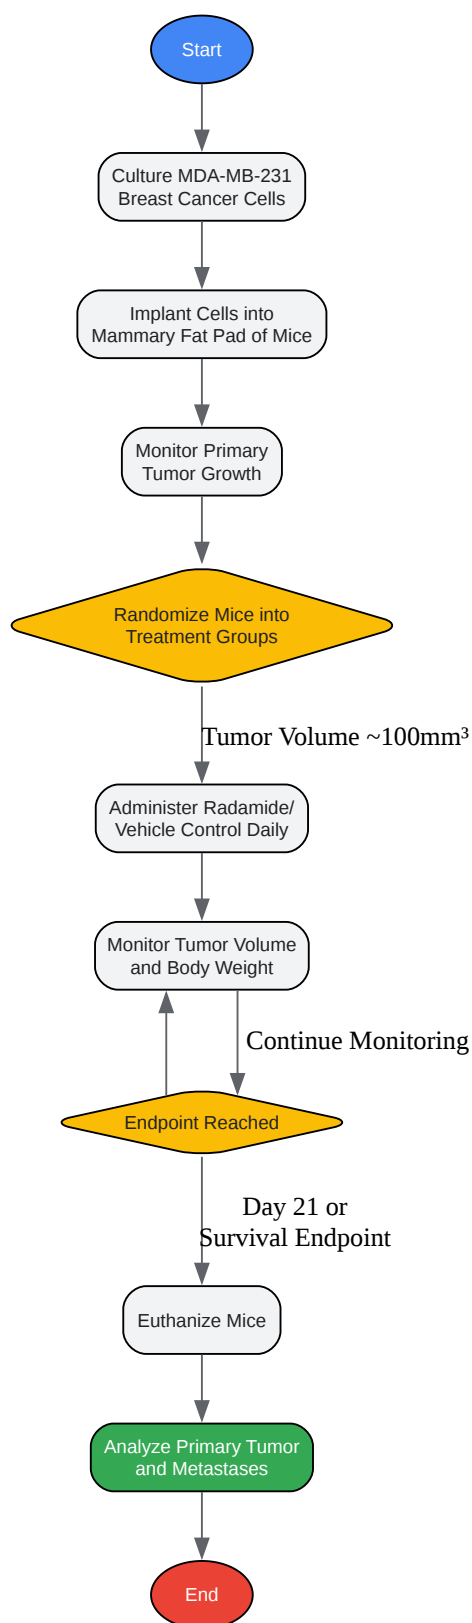 Start
Culture MDA-MB-231
Breast Cancer Cells
Implant Cells into
Mammary Fat Pad of Mice
Monitor Primary
Tumor Growth
Randomize Mice into
Treatment Groups
Tumor Volume ~100mm³
Administer Radamide/
Vehicle Control Daily
Monitor Tumor Volume
and Body Weight
Continue Monitoring
Endpoint Reached
Day 21 or
Survival Endpoint
Euthanize Mice
Analyze Primary Tumor
and Metastases
End